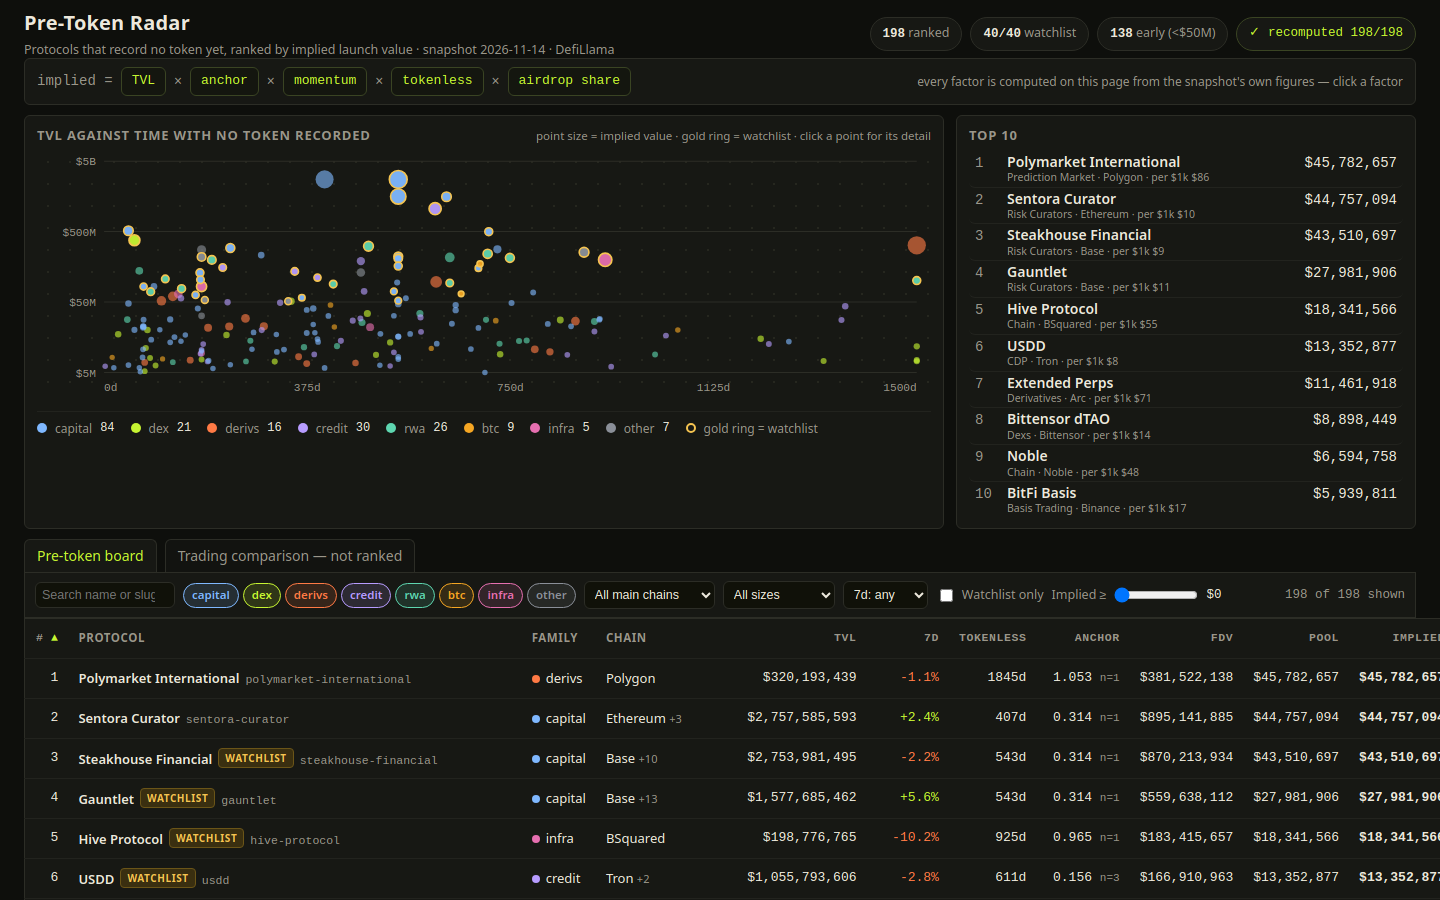 Pre-Token Radar
Protocols that record no token yet, ranked by implied launch value · snapshot 2026-11-14 · DefiLlama
198 ranked
40/40 watchlist
138 early (<$50M)
✓ recomputed 198/198
implied = TVL × anchor × momentum × tokenless × airdrop share
every factor is computed on this page from the snapshot's own figures — click a factor
TVL AGAINST TIME WITH NO TOKEN RECORDED
point size = implied value · gold ring = watchlist · click a point for its detail
$5B
$500M
$50M
$5M
0d 375d 750d 1125d 1500d
capital 84 dex 21 derivs 16 credit 30 rwa 26 btc 9 infra 5 other 7 gold ring = watchlist
TOP 10
1 Polymarket International $45,782,657
Prediction Market · Polygon · per $1k $86
2 Sentora Curator $44,757,094
Risk Curators · Ethereum · per $1k $10
3 Steakhouse Financial $43,510,697
Risk Curators · Base · per $1k $9
4 Gauntlet $27,981,906
Risk Curators · Base · per $1k $11
5 Hive Protocol $18,341,566
Chain · BSquared · per $1k $55
6 USDD $13,352,877
CDP · Tron · per $1k $8
7 Extended Perps $11,461,918
Derivatives · Arc · per $1k $71
8 Bittensor dTAO $8,898,449
Dexs · Bittensor · per $1k $14
9 Noble $6,594,758
Chain · Noble · per $1k $48
10 BitFi Basis $5,939,811
Basis Trading · Binance · per $1k $17
Pre-token board
Trading comparison — not ranked
Search name or slug capital dex derivs credit rwa btc infra other All main chains All sizes 7d: any Watchlist only Implied ≥ $0 198 of 198 shown
# ▲ PROTOCOL FAMILY CHAIN TVL 7D TOKENLESS ANCHOR FDV POOL IMPLIED
1 Polymarket International polymarket-international derivs Polygon $320,193,439 -1.1% 1845d 1.053 n=1 $381,522,138 $45,782,657 $45,782,657
2 Sentora Curator sentora-curator capital Ethereum +3 $2,757,585,593 +2.4% 407d 0.314 n=1 $895,141,885 $44,757,094 $44,757,094
3 Steakhouse Financial WATCHLIST steakhouse-financial capital Base +10 $2,753,981,495 -2.2% 543d 0.314 n=1 $870,213,934 $43,510,697 $43,510,697
4 Gauntlet WATCHLIST gauntlet capital Base +13 $1,577,685,462 +5.6% 543d 0.314 n=1 $559,638,112 $27,981,906 $27,981,906
5 Hive Protocol WATCHLIST hive-protocol infra BSquared $198,776,765 -10.2% 925d 0.965 n=1 $183,415,657 $18,341,566 $18,341,566
6 USDD WATCHLIST usdd credit Tron +2 $1,055,793,606 -2.8% 611d 0.156 n=3 $166,910,963 $13,352,877 $13,352,877